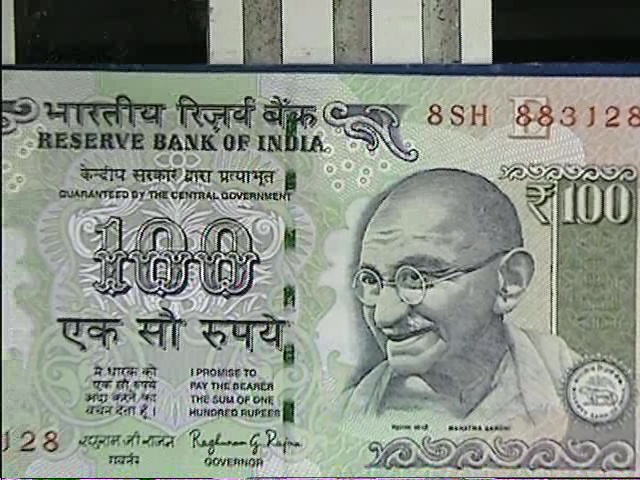 भारतीय रिज़र्व बैंक
RESERVE BANK OF INDIA
8SH 883128
केन्द्रीय सरकार द्वारा प्रत्याभूत
GUARANTEED BY THE CENTRAL GOVERNMENT
₹100
100
एक सौ रुपये
मैं धारक को
एक सौ रुपये
अदा करने का
वचन देता हूँ ।
I PROMISE TO
PAY THE BEARER
THE SUM OF ONE
HUNDRED RUPEES
महात्मा गांधी
MAHATMA GANDHI
128
रघुराम जी राजन
Raghuram G. Rajan
गवर्नर
GOVERNOR